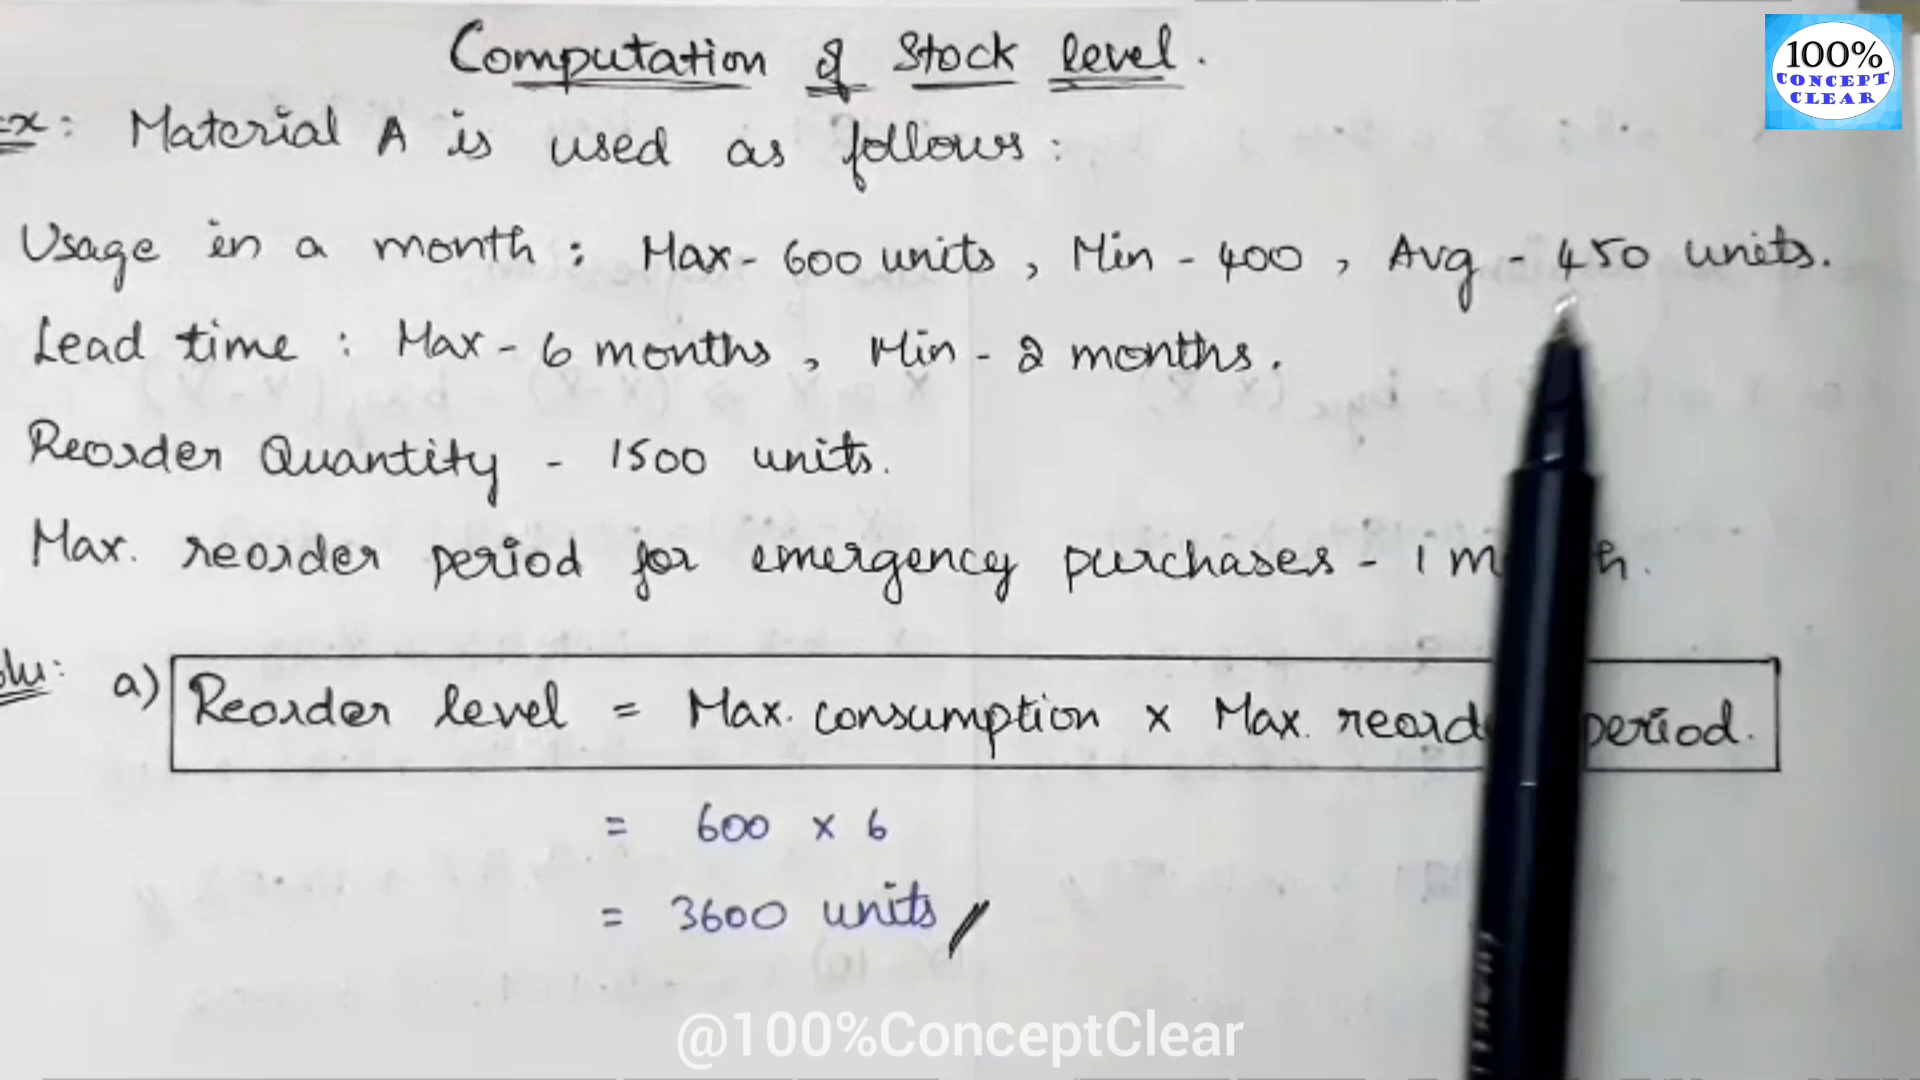 Computation of Stock level.
100%
CONCEPT
CLEAR
Ex: Material A is used as follows:
Usage in a month : Max - 600 units, Min - 400, Avg - 450 units.
Lead time : Max - 6 months, Min - 2 months.
Reorder Quantity - 1500 units.
Max. reorder period for emergency purchases - 1
a) Reorder level = Max. consumption x Max. period.
= 600 x 6
= 3600 units
@100%ConceptClear